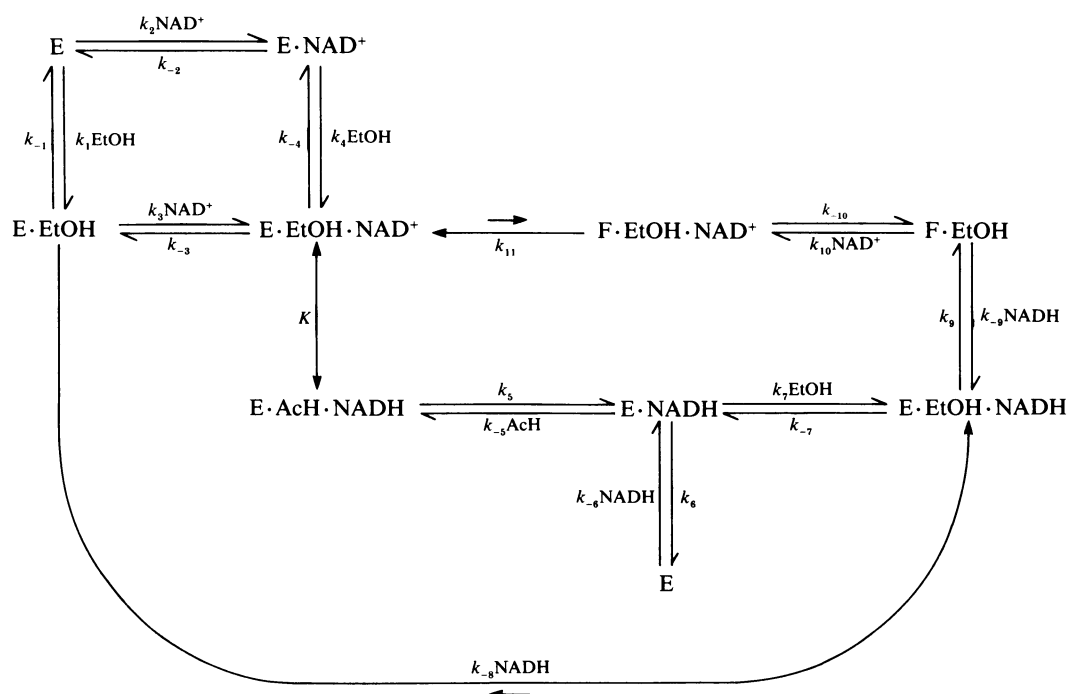 k₂NAD⁺
E E·NAD⁺
k₋₂
k₋₁ k₁EtOH k₋₄ k₄EtOH
k₃NAD⁺ k₋₁₀
E·EtOH E·EtOH·NAD⁺ F·EtOH·NAD⁺ F·EtOH
k₋₃ k₁₁ k₁₀NAD⁺
K k₉ k₋₉NADH
k₅ k₇EtOH
E·AcH·NADH E·NADH E·EtOH·NADH
k₋₅AcH k₋₇
k₋₆NADH k₆
E
k₋₈NADH